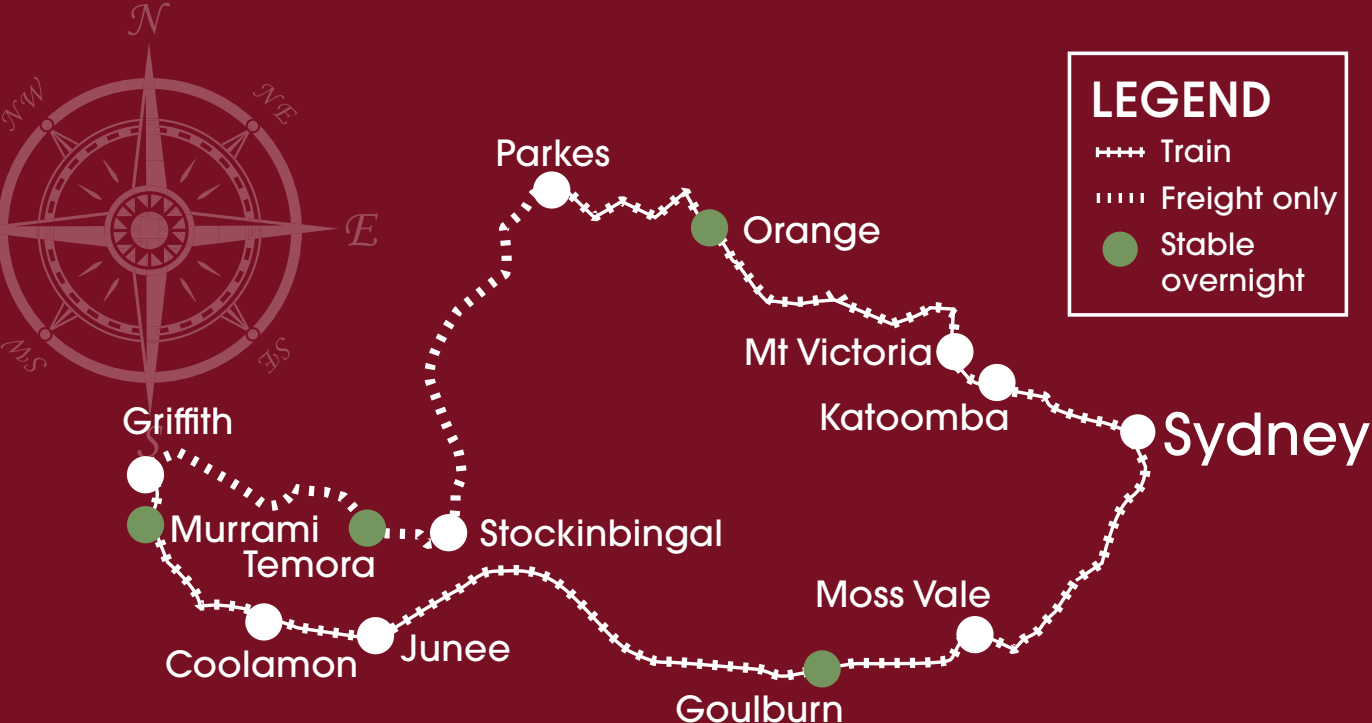 N
NW
NE
E
SW
SE
S
LEGEND
Train
Freight only
Stable
overnight
Parkes
Orange
Mt Victoria
Katoomba
Sydney
Griffith
Murrami
Temora
Stockinbingal
Moss Vale
Coolamon
Junee
Goulburn